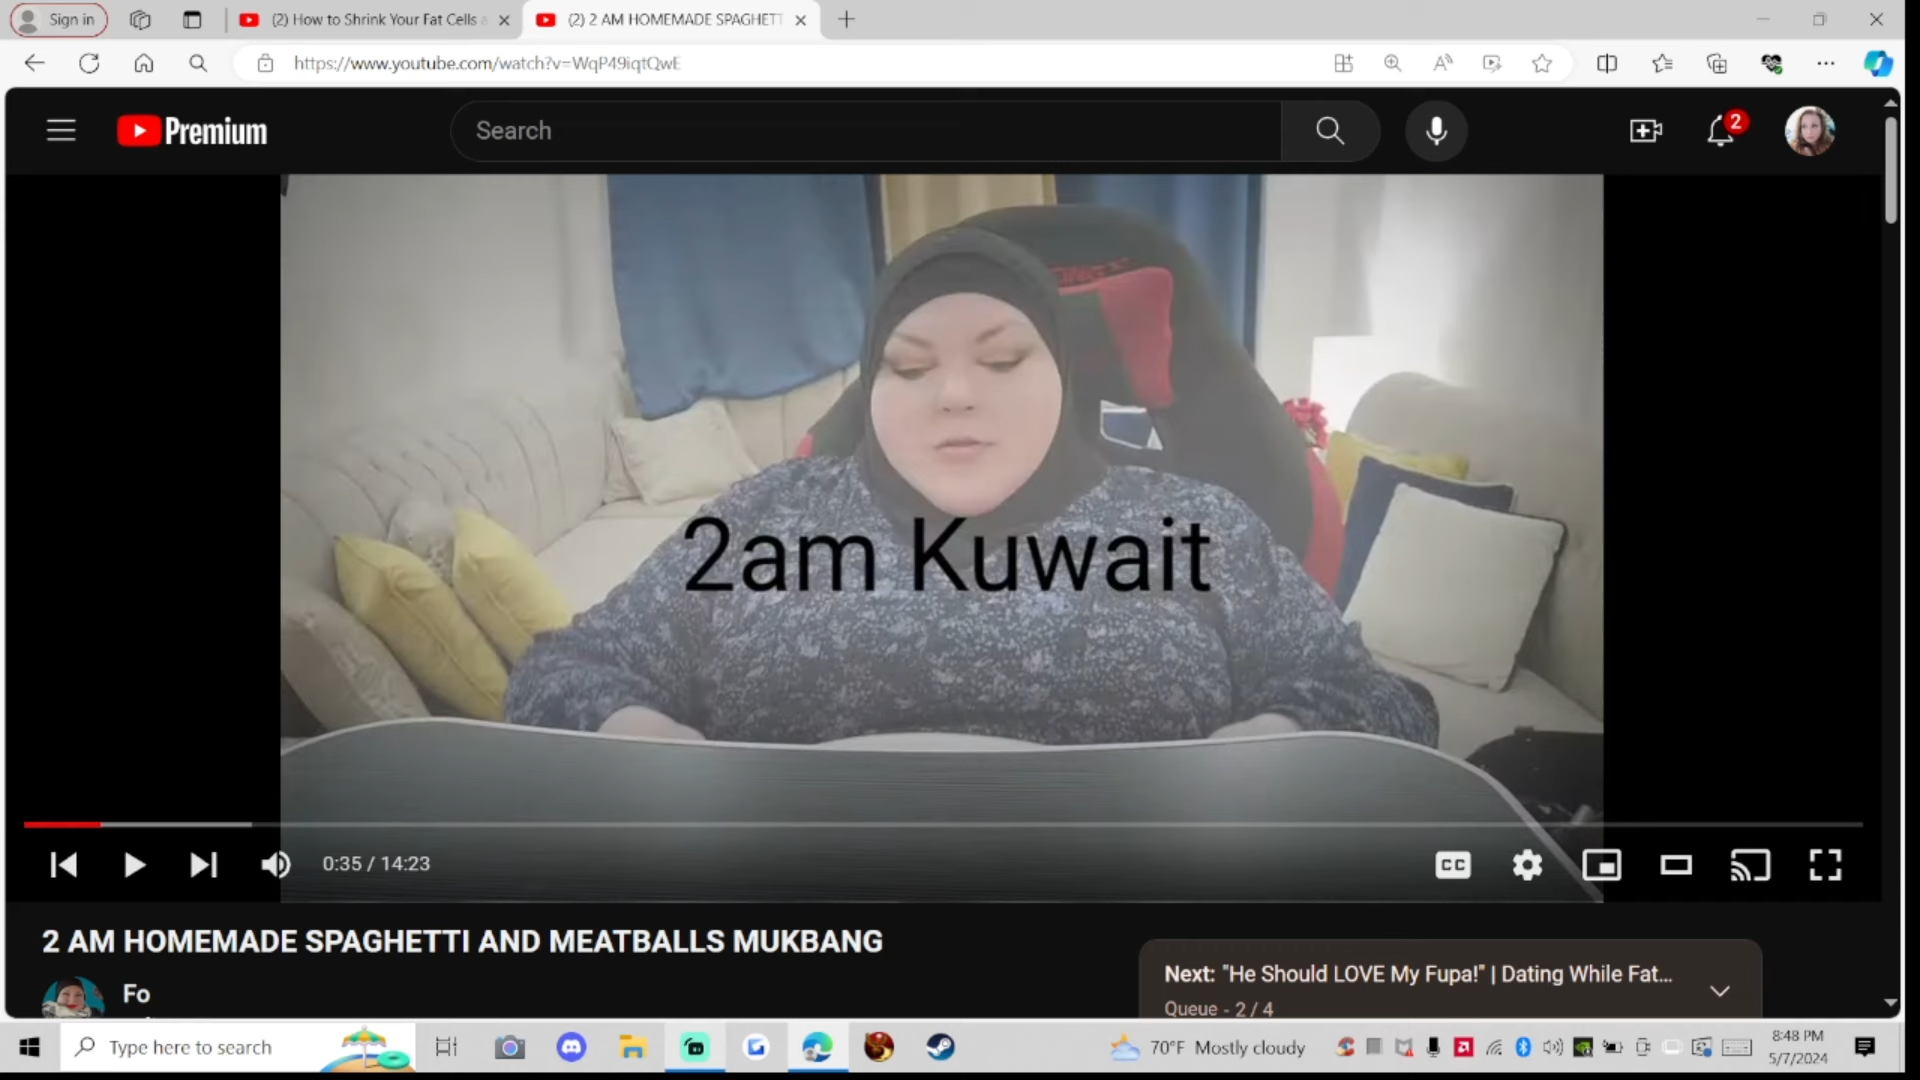 Sign in
(2) How to Shrink Your Fat Cells
(2) 2 AM HOMEMADE SPAGHETT
https://www.youtube.com/watch?v=WqP49iqtQwE
Premium
Search
2
2am Kuwait
0:35 / 14:23
CC
2 AM HOMEMADE SPAGHETTI AND MEATBALLS MUKBANG
Fo
Next: "He Should LOVE My Fupa!" | Dating While Fat...
Queue - 2 / 4
Type here to search
70°F Mostly cloudy
8:48 PM
5/7/2024